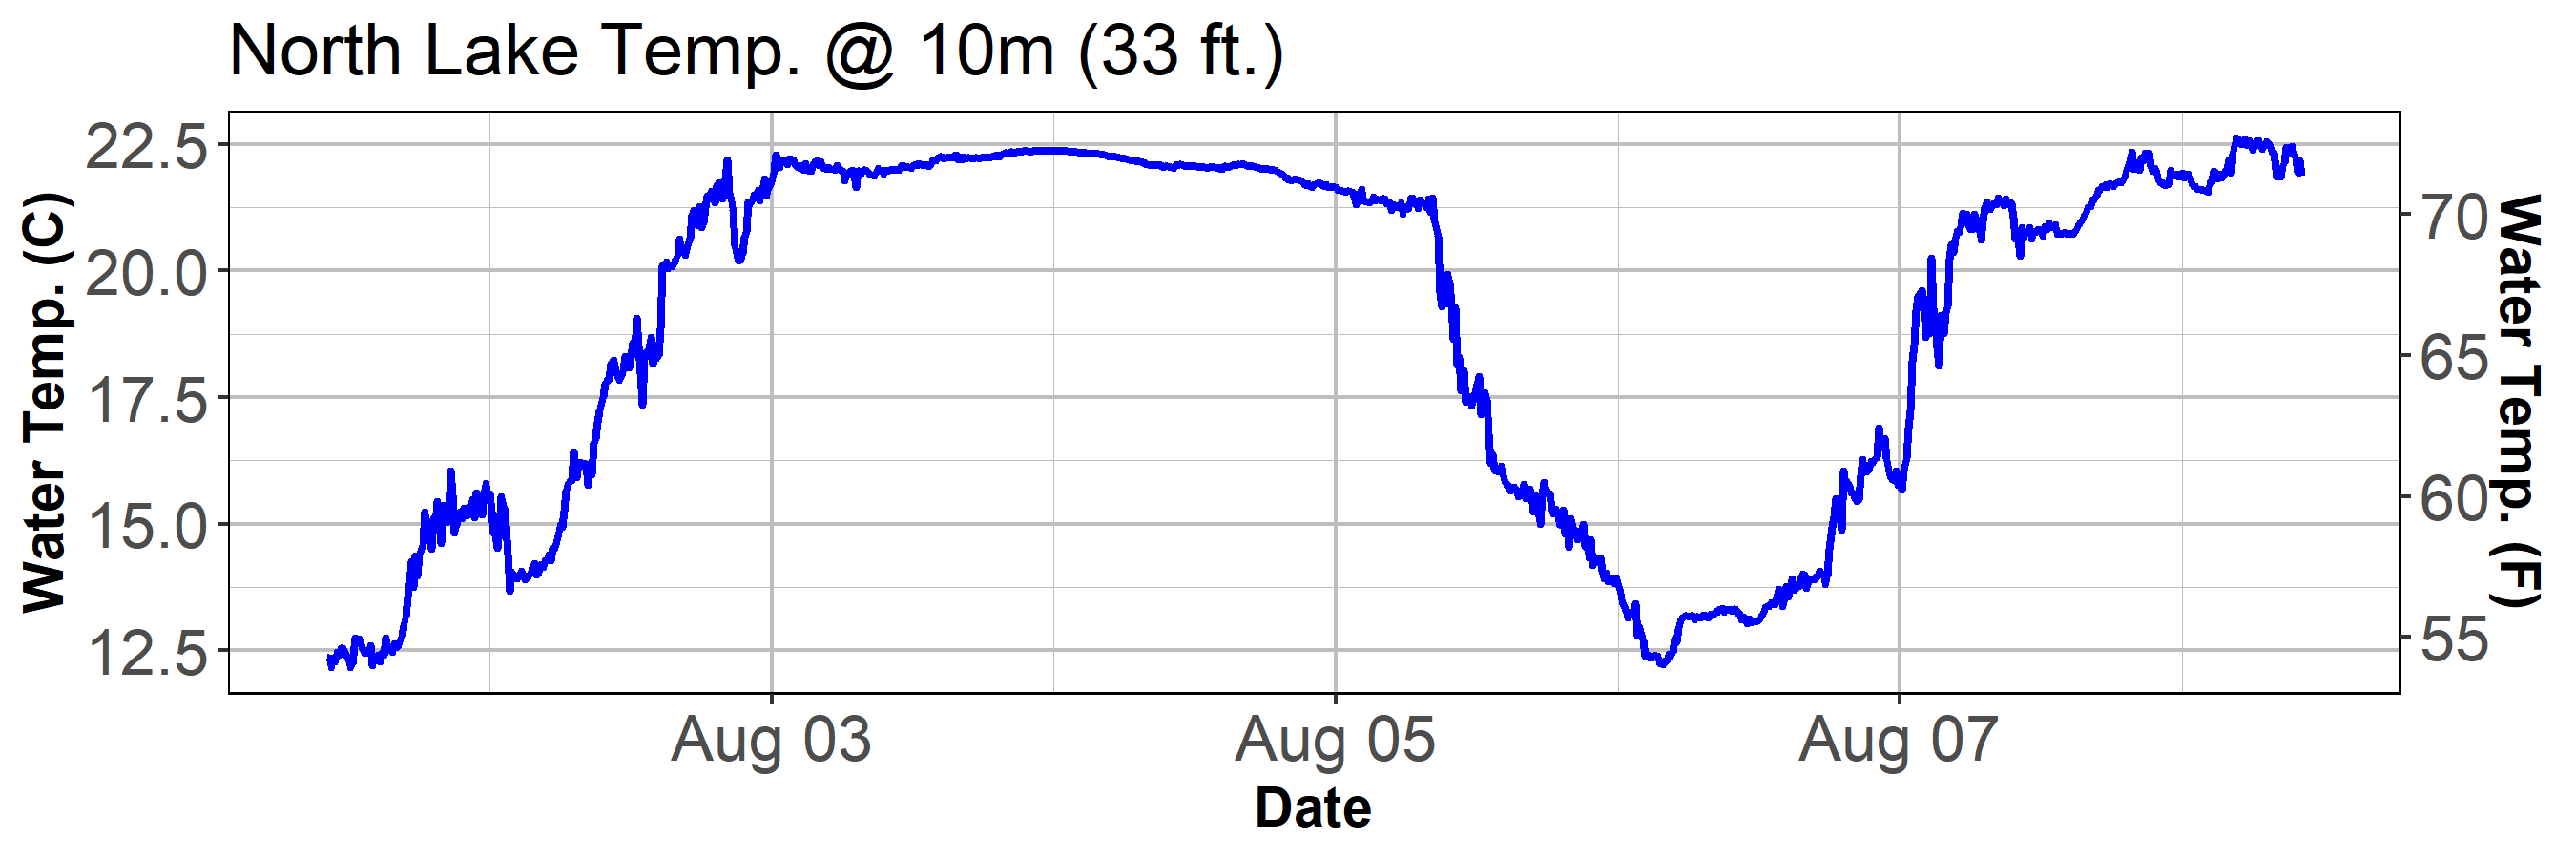 North Lake Temp. @ 10m (33 ft.)
Water Temp. (C)
22.5
20.0
17.5
15.0
12.5
70
65
60
55
Water Temp. (F)
Aug 03
Aug 05
Aug 07
Date